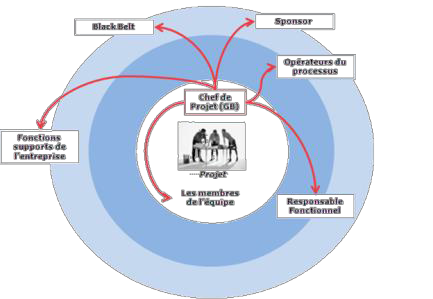 Black Belt
Sponsor
Opérateurs du
processus
Chef de
Projet (GB)
Fonctions
supports de
l'entreprise
Projet
Les membres
de l'équipe
Responsable
Fonctionnel